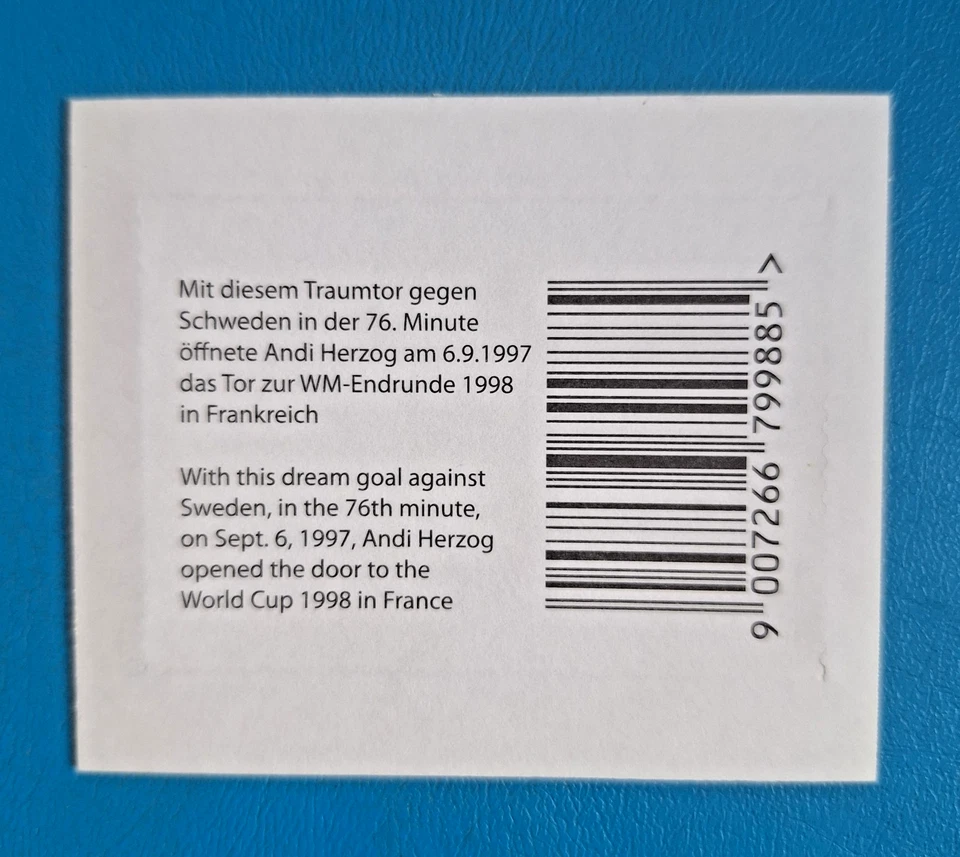 Mit diesem Traumtor gegen
Schweden in der 76. Minute
öffnete Andi Herzog am 6.9.1997
das Tor zur WM-Endrunde 1998
in Frankreich
With this dream goal against
Sweden, in the 76th minute,
on Sept. 6, 1997, Andi Herzog
opened the door to the
World Cup 1998 in France
9 007266 799885 >